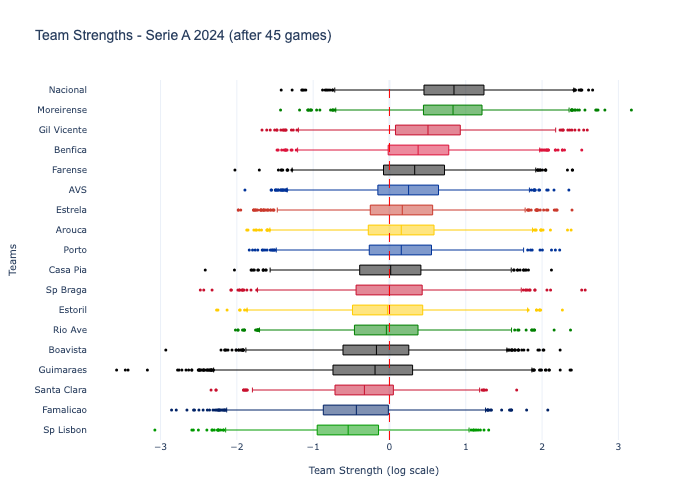 Team Strengths - Serie A 2024 (after 45 games)
Teams
Nacional
Moreirense
Gil Vicente
Benfica
Farense
AVS
Estrela
Arouca
Porto
Casa Pia
Sp Braga
Estoril
Rio Ave
Boavista
Guimaraes
Santa Clara
Famalicao
Sp Lisbon
−3 −2 −1 0 1 2 3
Team Strength (log scale)